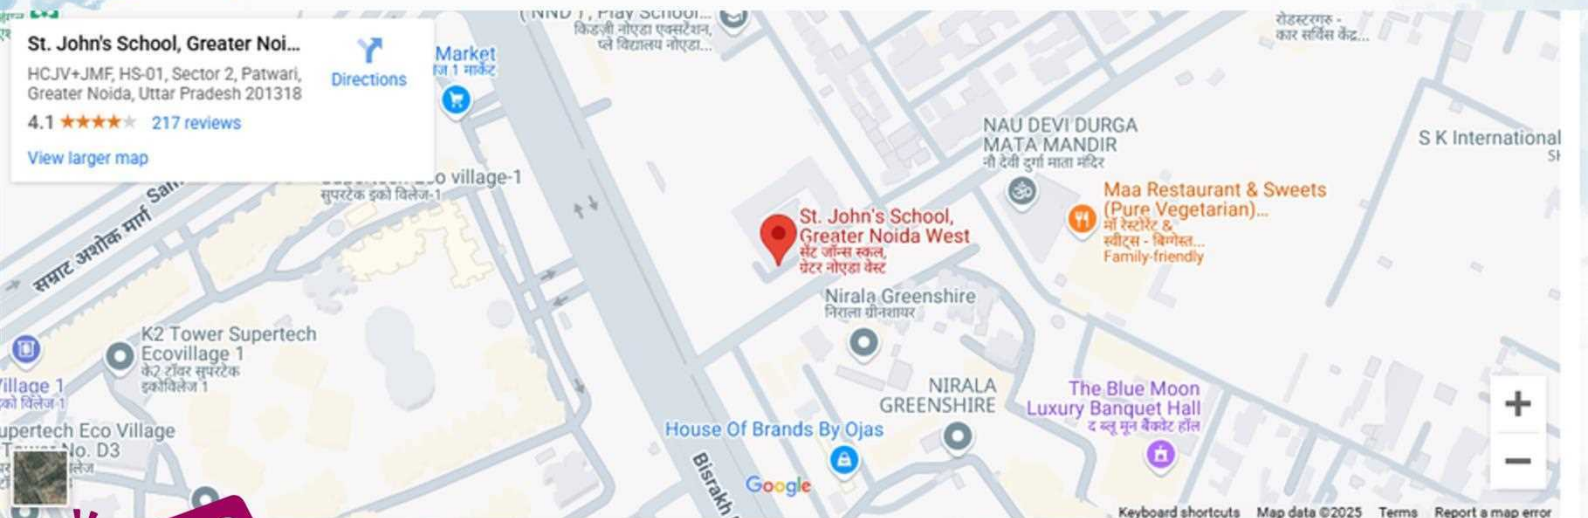 St. John's School, Greater Noi...
HCJV+JMF, HS-01, Sector 2, Patwari,
Greater Noida, Uttar Pradesh 201318
4.1
217 reviews
View larger map
Directions
Market
मार्केट
Play School...
किडज़ी नोएडा एक्सटेंशन,
प्ले विद्यालय नोएडा...
कार सर्विस केंद्र...
NAU DEVI DURGA
MATA MANDIR
नौ देवी दुर्गा माता मंदिर
S K International
village-1
सुपरटेक इको विलेज-1
सम्राट अशोक मार्ग
Maa Restaurant & Sweets
(Pure Vegetarian)...
माँ रेस्टोरेंट &
स्वीट्स - बिग्गेस्ट...
Family-friendly
St. John's School,
Greater Noida West
सेंट जॉन्स स्कूल,
ग्रेटर नोएडा वेस्ट
Nirala Greenshire
निराला ग्रीनशायर
K2 Tower Supertech
Ecovillage 1
के2 टॉवर सुपरटेक
इकोविलेज 1
Village 1
को विलेज 1
upertech Eco Village
No. D3
NIRALA
GREENSHIRE
The Blue Moon
Luxury Banquet Hall
द ब्लू मून बैंक्वेट हॉल
House Of Brands By Ojas
Bisrakh
Google
+
−
Keyboard shortcuts Map data ©2025 Terms Report a map error